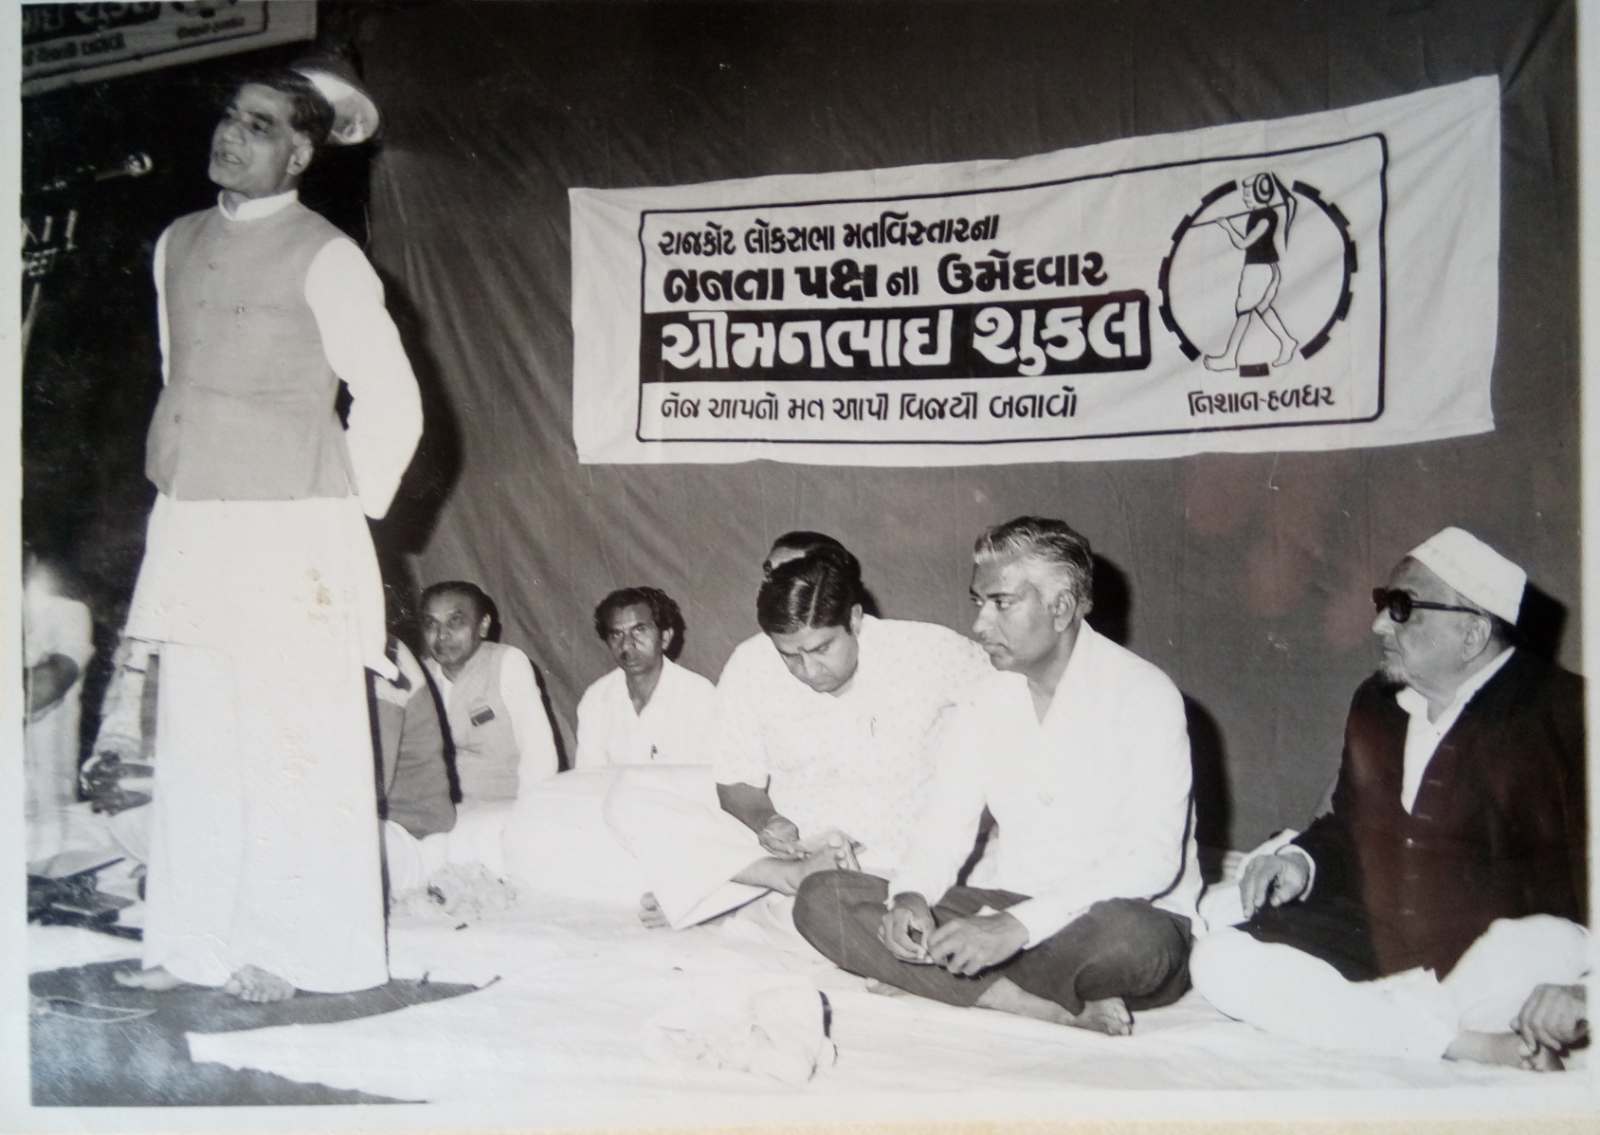 રાજકોટ લોકસભા મતવિસ્તારના
જનતા પક્ષ ના ઉમેદવાર
ચીમનભાઇ શુકલ
નેજ આપનો મત આપી વિજયી બનાવો
નિશાન-હળધર